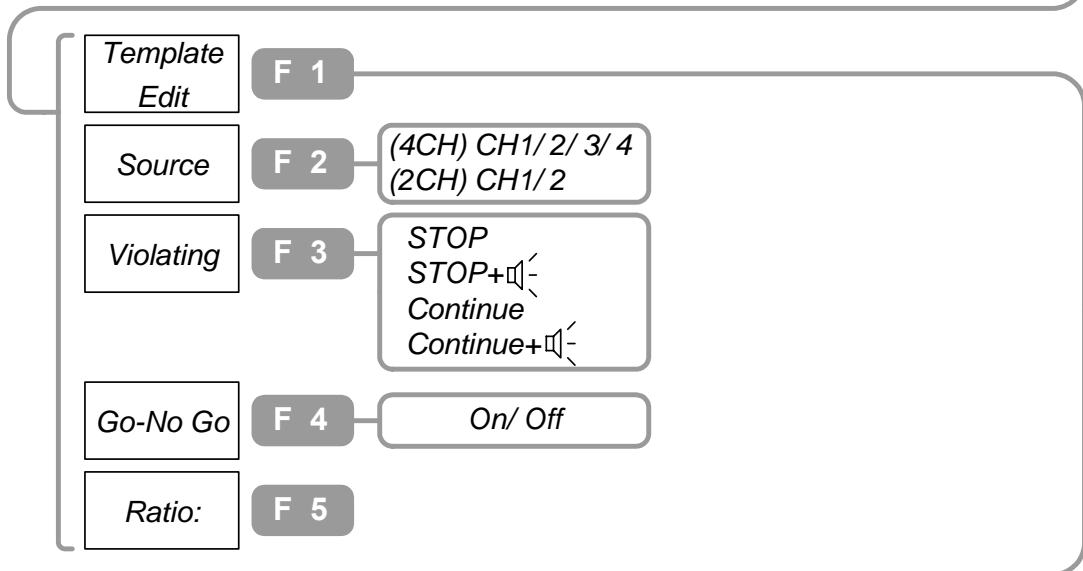 Template
Edit
F 1
Source
F 2
(4CH) CH1/ 2/ 3/ 4
(2CH) CH1/ 2
Violating
F 3
STOP
STOP+
Continue
Continue+
Go-No Go
F 4
On/ Off
Ratio:
F 5